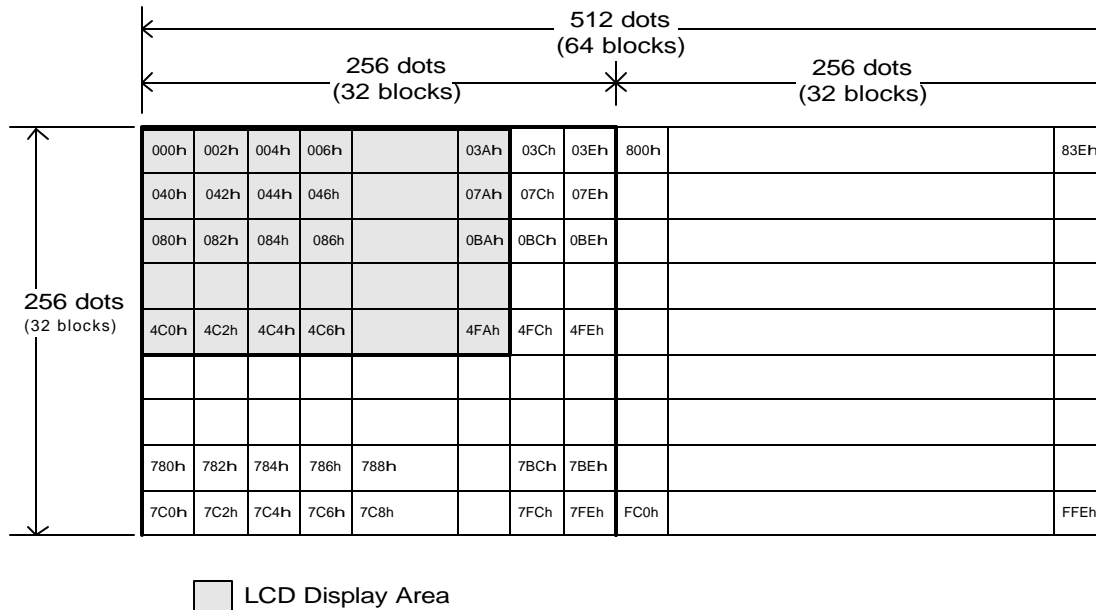 512 dots
(64 blocks)
256 dots
(32 blocks)
256 dots
(32 blocks)
000h 002h 004h 006h 03Ah 03Ch 03Eh 800h 83Eh
040h 042h 044h 046h 07Ah 07Ch 07Eh
080h 082h 084h 086h 0BAh 0BCh 0BEh
256 dots
(32 blocks)
4C0h 4C2h 4C4h 4C6h 4FAh 4FCh 4FEh
780h 782h 784h 786h 788h 7BCh 7BEh
7C0h 7C2h 7C4h 7C6h 7C8h 7FCh 7FEh FC0h FFEh
LCD Display Area